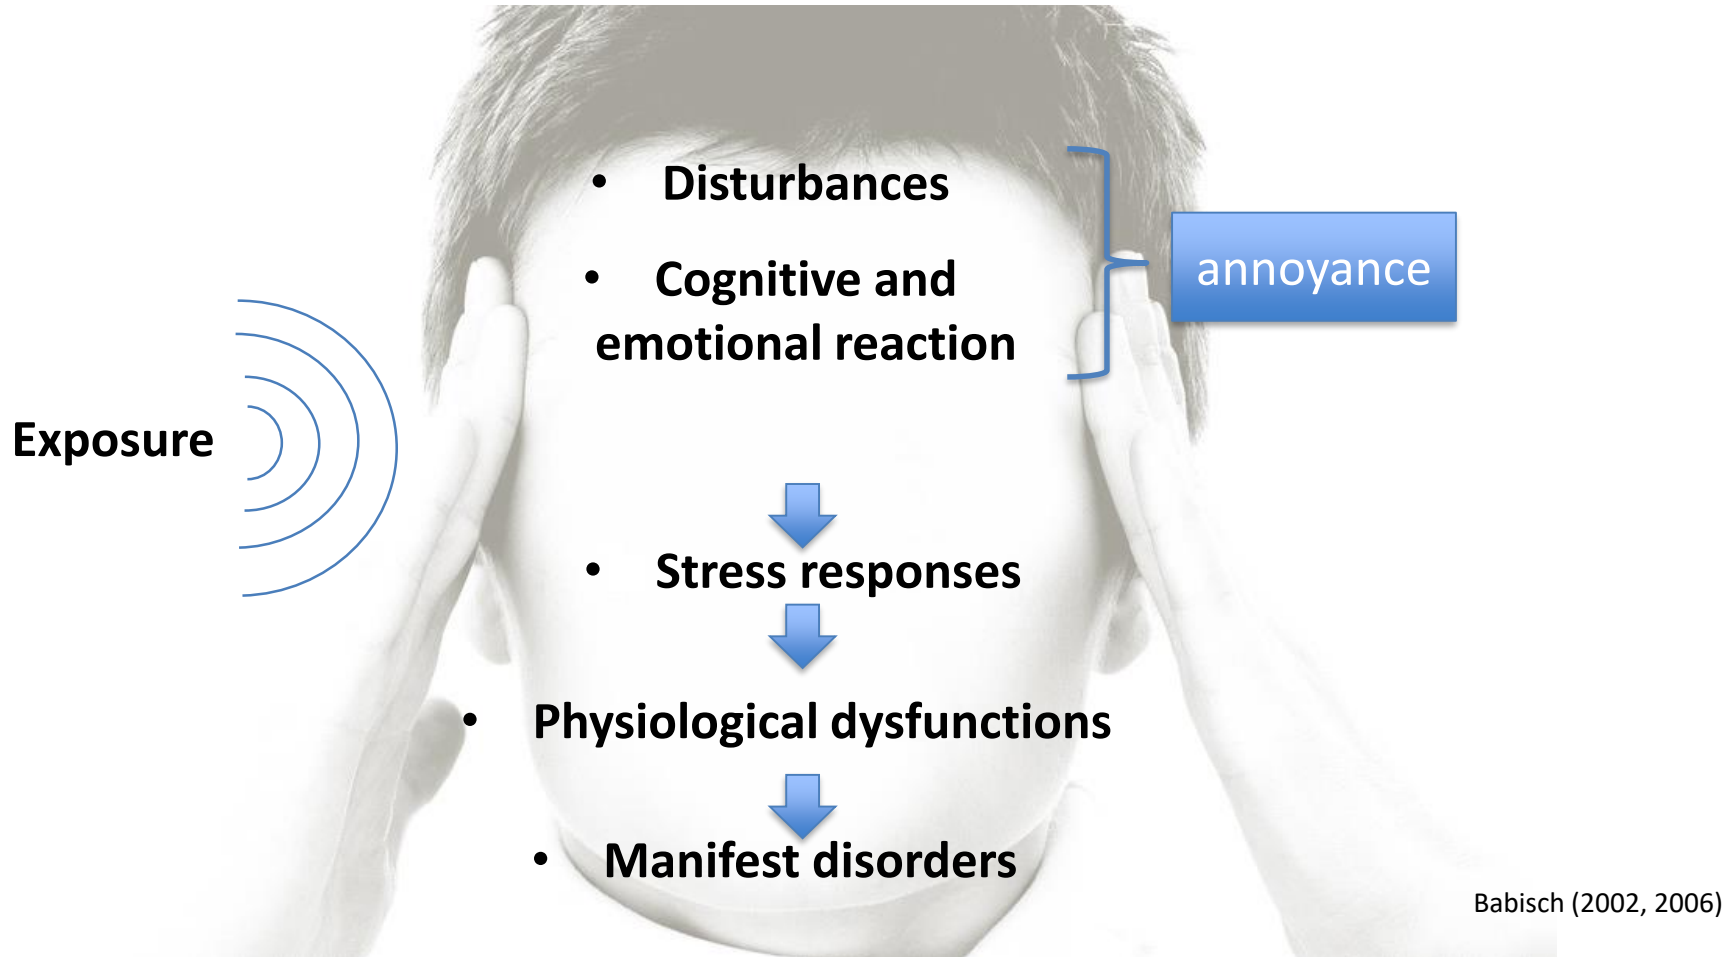 • Disturbances
• Cognitive and
emotional reaction
annoyance
Exposure
• Stress responses
• Physiological dysfunctions
• Manifest disorders
Babisch (2002, 2006)